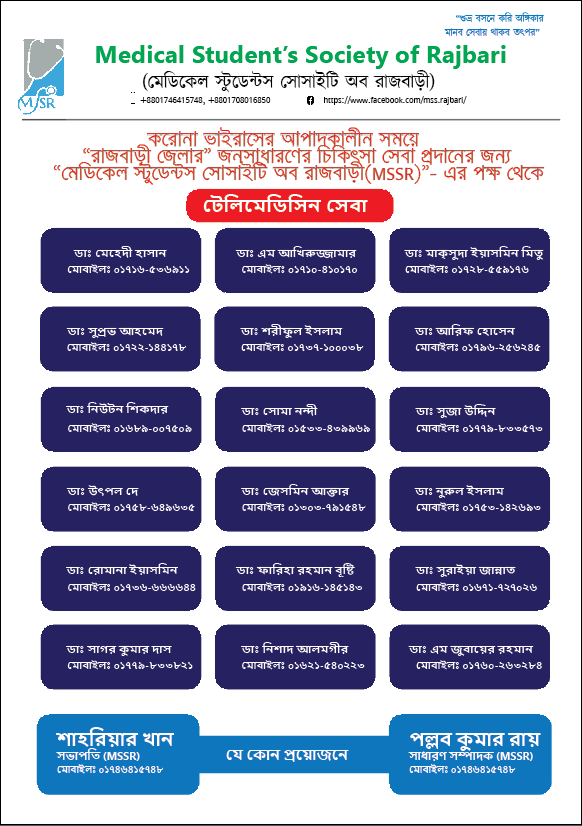 “শুভ্র বসনে করি অঙ্গিকার
মানব সেবায় থাকব তৎপর”
MSSR
Medical Student’s Society of Rajbari
(মেডিকেল স্টুডেন্টস সোসাইটি অব রাজবাড়ী)
+8801746415748, +8801708016850 https://www.facebook.com/mss.rajbari/
করোনা ভাইরাসের আপাদকালীন সময়ে
“রাজবাড়ী জেলার” জনসাধারণের চিকিৎসা সেবা প্রদানের জন্য
“মেডিকেল স্টুডেন্টস সোসাইটি অব রাজবাড়ী(MSSR)”- এর পক্ষ থেকে
টেলিমেডিসিন সেবা
ডাঃ মেহেদী হাসান
মোবাইলঃ ০১৭১৬-৫৩৬৯১১
ডাঃ এম আখিরুজ্জামার
মোবাইলঃ ০১৭১০-৪১০১৭০
ডাঃ মাক্সুদা ইয়াসমিন মিতু
মোবাইলঃ ০১৭২৮-৫৫৯১৭৬
ডাঃ সুপ্রভ আহমেদ
মোবাইলঃ ০১৭২২-১৪৪১৭৮
ডাঃ শরীফুল ইসলাম
মোবাইলঃ ০১৭৩৭-১০০০৩৮
ডাঃ আরিফ হোসেন
মোবাইলঃ ০১৭৯৬-২৫৬২৪৫
ডাঃ নিউটন শিকদার
মোবাইলঃ ০১৬৮৯-০০৭৫০৯
ডাঃ সোমা নন্দী
মোবাইলঃ ০১৫৩৩-৪৩৯৯৬৯
ডাঃ সুজা উদ্দিন
মোবাইলঃ ০১৭৭৯-৮৩৩৫৭৩
ডাঃ উৎপল দে
মোবাইলঃ ০১৭৫৮-৬৪৯৬৩৫
ডাঃ জেসমিন আক্তার
মোবাইলঃ ০১৩০৩-৭৯১৫৪৮
ডাঃ নুরুল ইসলাম
মোবাইলঃ ০১৭৫৩-১৪২৬৯৩
ডাঃ রোমানা ইয়াসমিন
মোবাইলঃ ০১৭৩৬-৬৬৬৬৪৪
ডাঃ ফারিহা রহমান বৃষ্টি
মোবাইলঃ ০১৯১৬-১৪৫১৪৩
ডাঃ সুরাইয়া জান্নাত
মোবাইলঃ ০১৬৭১-৭২৭০২৬
ডাঃ সাগর কুমার দাস
মোবাইলঃ ০১৭৭৯-৮৩৩৮২১
ডাঃ নিশাদ আলমগীর
মোবাইলঃ ০১৬২১-৫৪০২২৩
ডাঃ এম জুবায়ের রহমান
মোবাইলঃ ০১৭৬০-২৬৩২৮৪
শাহরিয়ার খান
সভাপতি (MSSR)
মোবাইলঃ ০১৭৪৬৪১৫৭৪৮
যে কোন প্রয়োজনে
পল্লব কুমার রায়
সাধারণ সম্পাদক (MSSR)
মোবাইলঃ ০১৭৪৬৪১৫৭৪৮